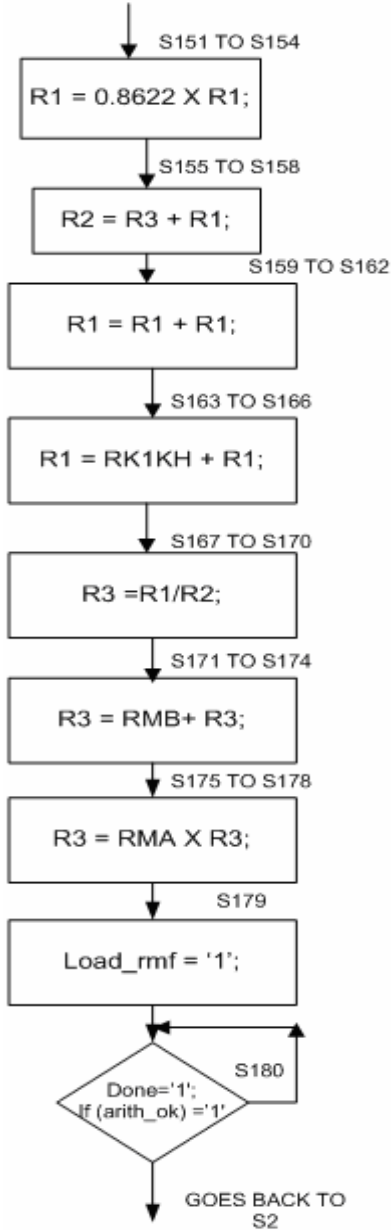 S151 TO S154
R1 = 0.8622 X R1;
S155 TO S158
R2 = R3 + R1;
S159 TO S162
R1 = R1 + R1;
S163 TO S166
R1 = RK1KH + R1;
S167 TO S170
R3 =R1/R2;
S171 TO S174
R3 = RMB+ R3;
S175 TO S178
R3 = RMA X R3;
S179
Load_rmf = ‘1’;
S180
Done='1';
If (arith_ok) ='1'
GOES BACK TO
S2